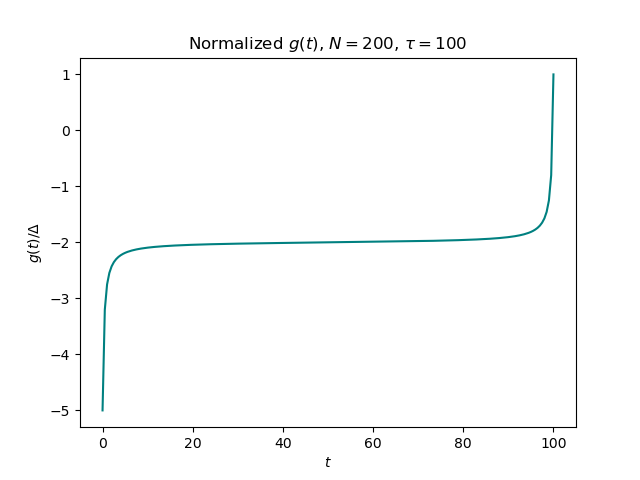 Normalized g(t), N = 200, τ = 100
1
0
−1
−2
−3
−4
−5
g(t)/Δ
0 20 40 60 80 100
t